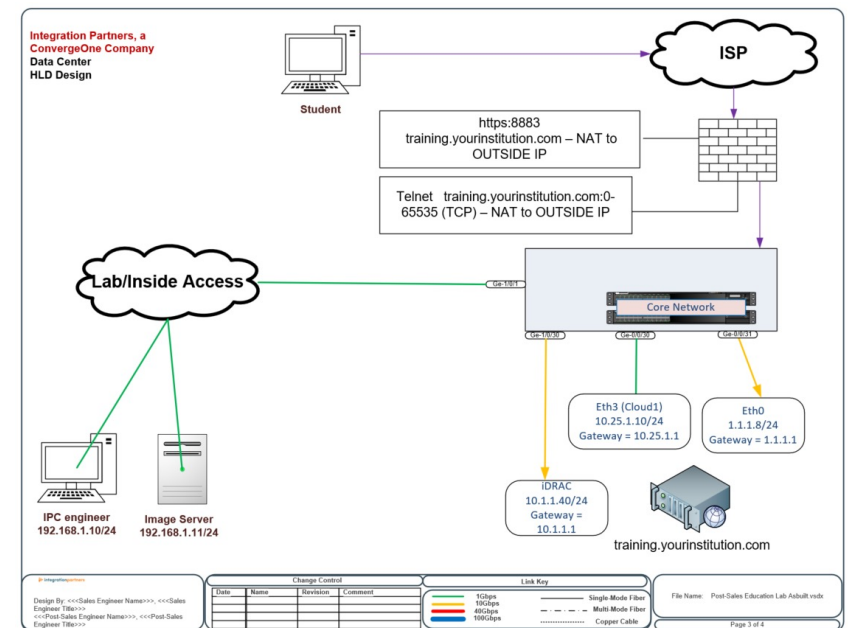 Integration Partners, a
ConvergeOne Company
Data Center
HLD Design
Student
ISP
https:8883
training.yourinstitution.com – NAT to
OUTSIDE IP
Telnet training.yourinstitution.com:0-
65535 (TCP) – NAT to OUTSIDE IP
Lab/Inside Access
Ge-1/0/1
Core Network
Ge-1/0/30
Ge-0/0/30
Ge-0/0/31
Eth3 (Cloud1)
10.25.1.10/24
Gateway = 10.25.1.1
Eth0
1.1.1.8/24
Gateway = 1.1.1.1
iDRAC
10.1.1.40/24
Gateway =
10.1.1.1
IPC engineer
192.168.1.10/24
Image Server
192.168.1.11/24
training.yourinstitution.com
integrationpartners
Design By: <<<Sales Engineer Name>>>, <<<Sales
Engineer Title>>>
<<<Post-Sales Engineer Name>>>, <<<Post-Sales
Engineer Title>>>
Change Control
Date Name Revision Comment
Link Key
1Gbps
10Gbps
40Gbps
100Gbps
Single-Mode Fiber
Multi-Mode Fiber
Copper Cable
File Name: Post-Sales Education Lab Asbuilt.vsdx
Page 3 of 4